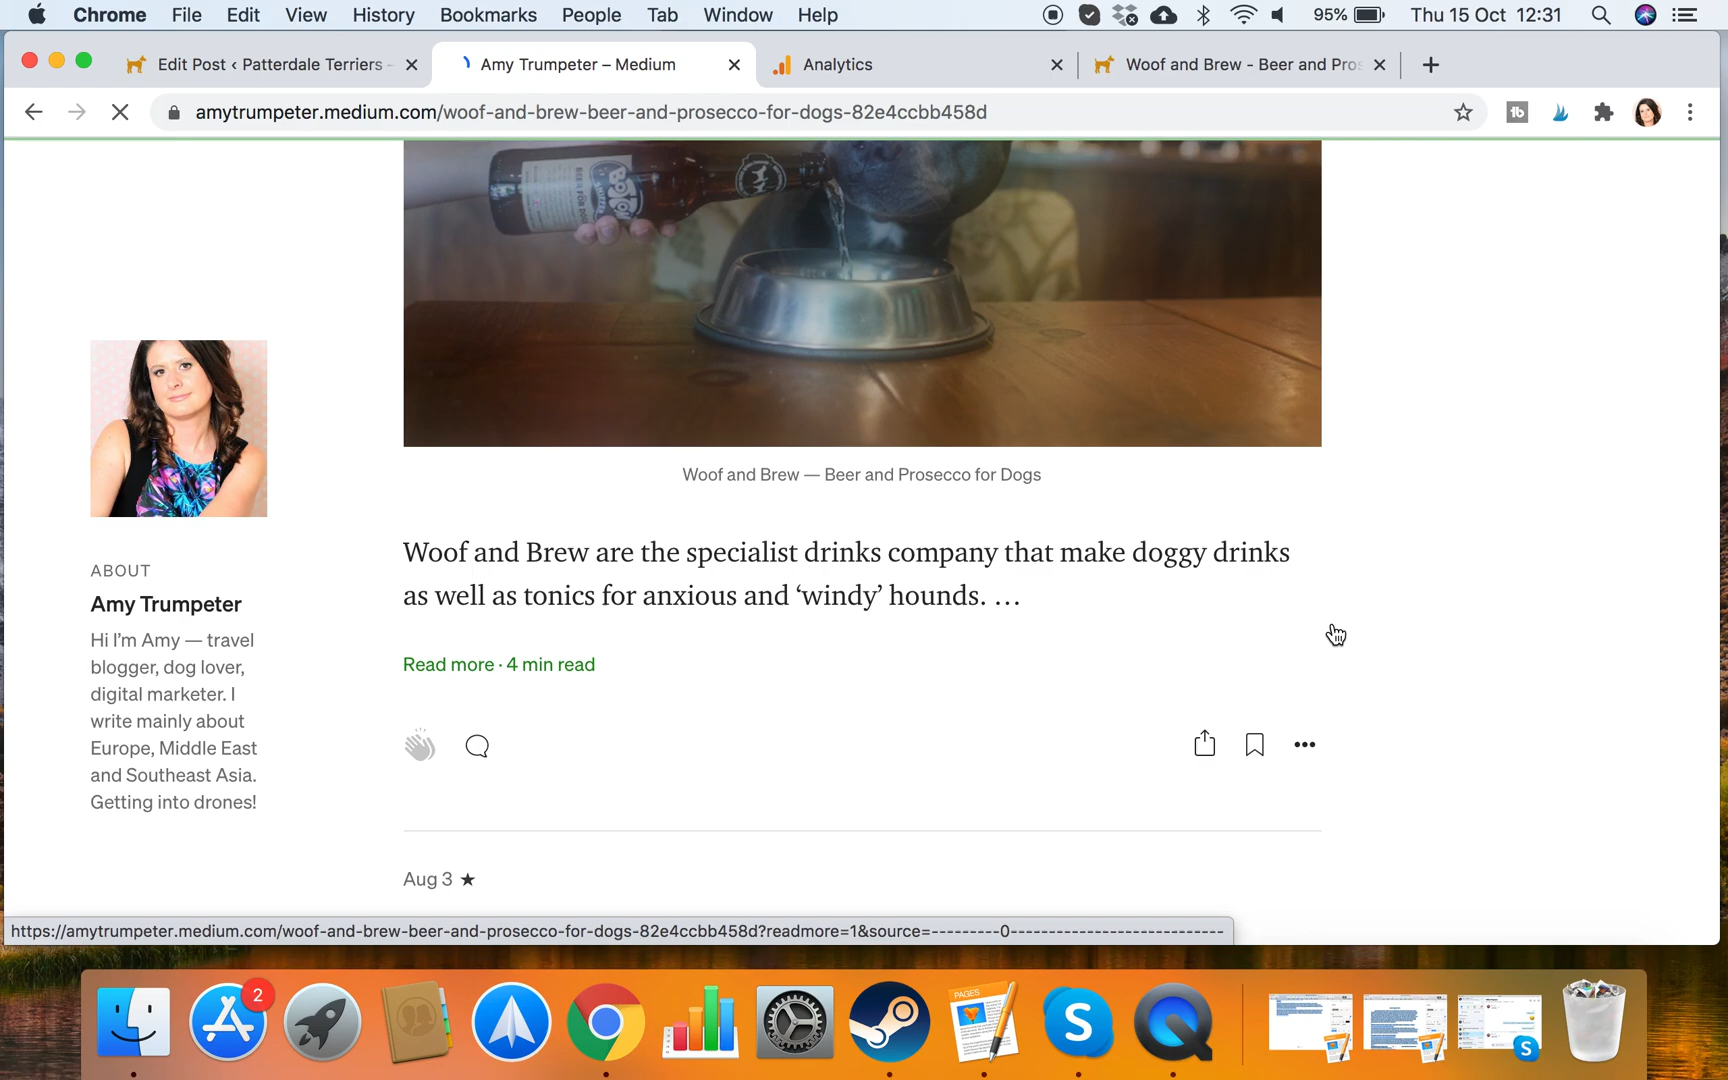 Chrome File Edit View History Bookmarks People Tab Window Help 95% Thu 15 Oct 12:31
Edit Post ‹ Patterdale Terriers - Amy Trumpeter – Medium Analytics Woof and Brew - Beer and Pros
amytrumpeter.medium.com/woof-and-brew-beer-and-prosecco-for-dogs-82e4ccbb458d
BEER FOR DOGS
Woof and Brew — Beer and Prosecco for Dogs
Woof and Brew are the specialist drinks company that make doggy drinks
as well as tonics for anxious and ‘windy’ hounds. …
Read more · 4 min read
ABOUT
Amy Trumpeter
Hi I’m Amy — travel
blogger, dog lover,
digital marketer. I
write mainly about
Europe, Middle East
and Southeast Asia.
Getting into drones!
Aug 3 ★
https://amytrumpeter.medium.com/woof-and-brew-beer-and-prosecco-for-dogs-82e4ccbb458d?readmore=1&source=---------0----------------------------
2
PAGES
S
S